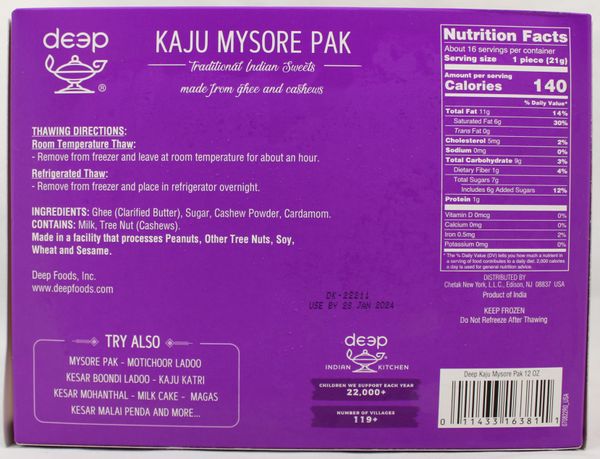 deep
®
KAJU MYSORE PAK
Traditional Indian Sweets
made from ghee and cashews
THAWING DIRECTIONS:
Room Temperature Thaw:
- Remove from freezer and leave at room temperature for about an hour.
Refrigerated Thaw:
- Remove from freezer and place in refrigerator overnight.
INGREDIENTS: Ghee (Clarified Butter), Sugar, Cashew Powder, Cardamom.
CONTAINS: Milk, Tree Nut (Cashews).
Made in a facility that processes Peanuts, Other Tree Nuts, Soy,
Wheat and Sesame.
Deep Foods, Inc.
www.deepfoods.com
DK-22211
USE BY 28 JAN 2024
TRY ALSO
MYSORE PAK - MOTICHOOR LADOO
KESAR BOONDI LADOO - KAJU KATRI
KESAR MOHANTHAL - MILK CAKE - MAGAS
KESAR MALAI PENDA AND MORE...
deep
INDIAN KITCHEN
CHILDREN WE SUPPORT EACH YEAR
22,000+
NUMBER OF VILLAGES
119+
Nutrition Facts
About 16 servings per container
Serving size 1 piece (21g)
Amount per serving
Calories 140
% Daily Value*
Total Fat 11g 14%
Saturated Fat 6g 30%
Trans Fat 0g
Cholesterol 5mg 2%
Sodium 0mg 0%
Total Carbohydrate 9g 3%
Dietary Fiber 1g 4%
Total Sugars 7g
Includes 6g Added Sugars 12%
Protein 1g
Vitamin D 0mcg 0%
Calcium 0mg 0%
Iron 0.5mg 2%
Potassium 0mg 0%
* The % Daily Value (DV) tells you how much a nutrient in
a serving of food contributes to a daily diet. 2,000 calories
a day is used for general nutrition advice.
DISTRIBUTED BY
Chetak New York, L.L.C., Edison, NJ 08837 USA
Product of India
KEEP FROZEN
Do Not Refreeze After Thawing
Deep Kaju Mysore Pak 12 OZ
0 11433 16381 1